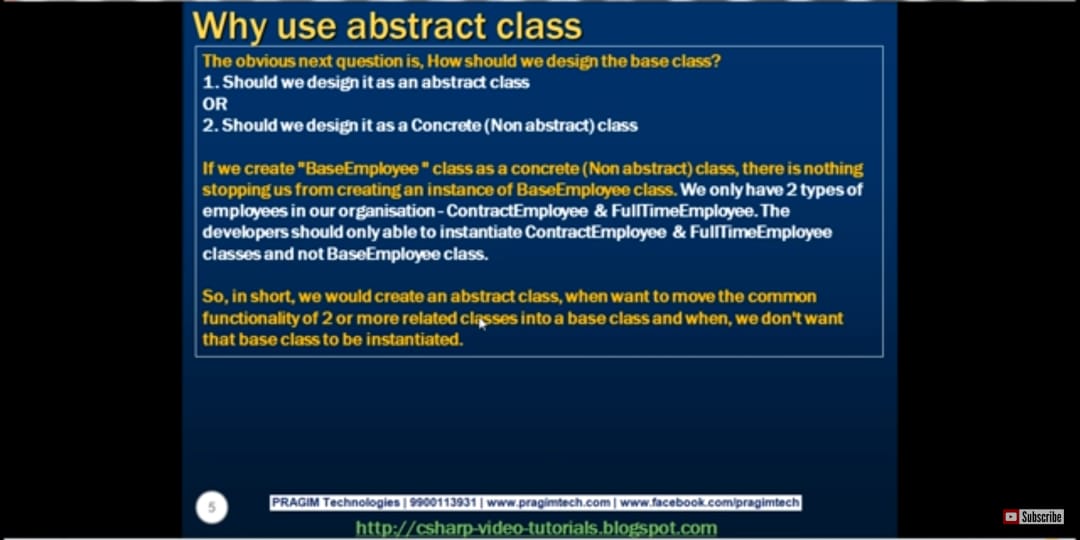 Why use abstract class
The obvious next question is, How should we design the base class?
1. Should we design it as an abstract class
OR
2. Should we design it as a Concrete (Non abstract) class
If we create "BaseEmployee " class as a concrete (Non abstract) class, there is nothing
stopping us from creating an instance of BaseEmployee class. We only have 2 types of
employees in our organisation - ContractEmployee & FullTimeEmployee. The
developers should only able to instantiate ContractEmployee & FullTimeEmployee
classes and not BaseEmployee class.
So, in short, we would create an abstract class, when want to move the common
functionality of 2 or more related classes into a base class and when, we don't want
that base class to be instantiated.
5
PRAGIM Technologies | 9900113931 | www.pragimtech.com | www.facebook.com/pragimtech
http://csharp-video-tutorials.blogspot.com
Subscribe